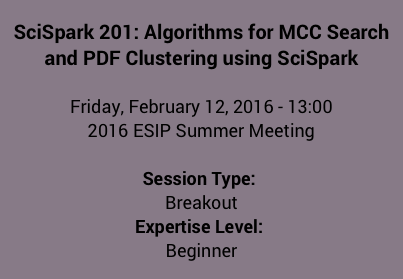 SciSpark 201: Algorithms for MCC Search
and PDF Clustering using SciSpark
Friday, February 12, 2016 - 13:00
2016 ESIP Summer Meeting
Session Type:
Breakout
Expertise Level:
Beginner